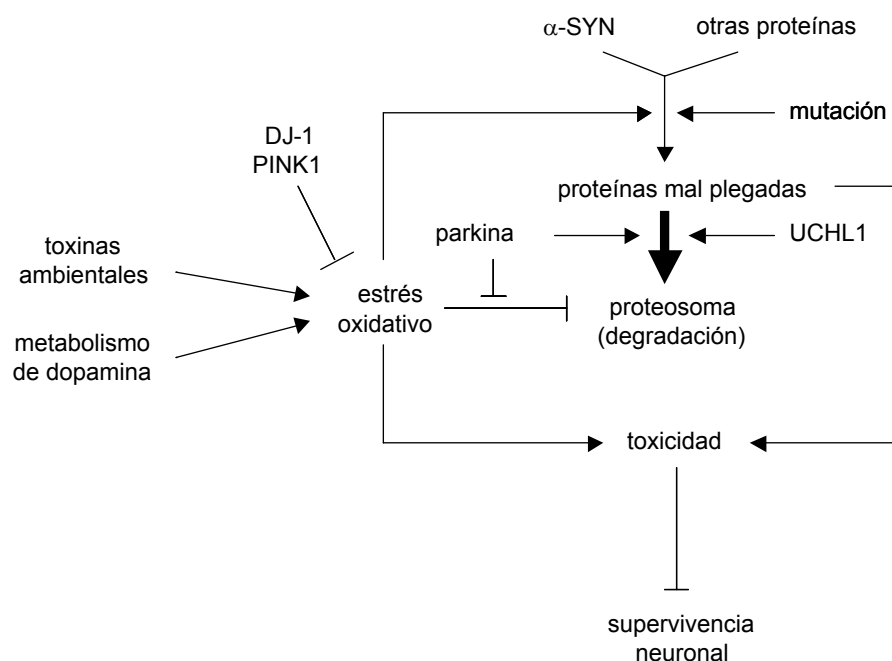 α-SYN
otras proteínas
mutación
DJ-1
PINK1
proteínas mal plegadas
parkina
UCHL1
toxinas
ambientales
estrés
oxidativo
proteosoma
(degradación)
metabolismo
de dopamina
toxicidad
supervivencia
neuronal